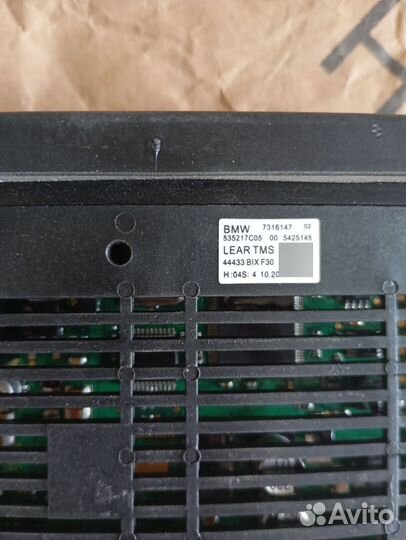 BMW 7316147 02
535217C05 00 5425145
LEAR TMS
44433 BIX F30
H:04S: 4 10.20
Avito